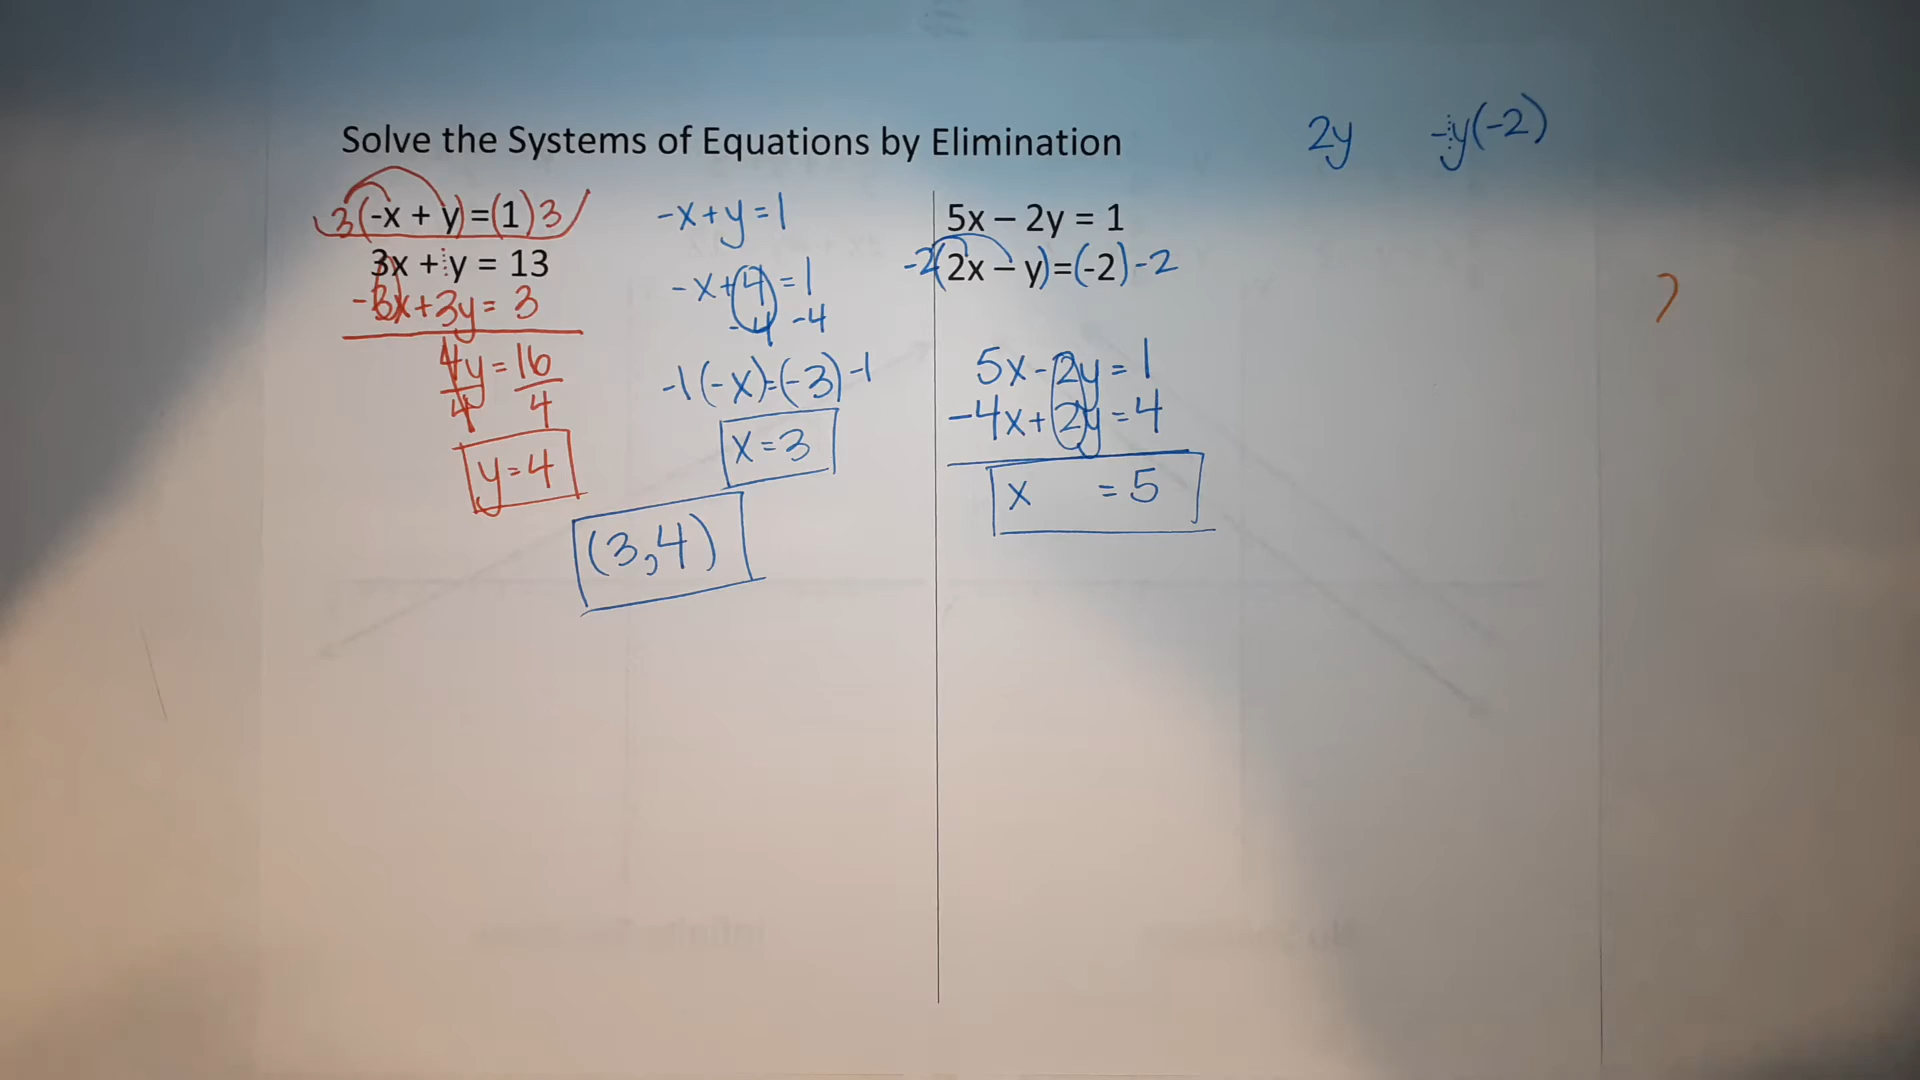 Solve the Systems of Equations by Elimination
2y -y(-2)
3(-x + y)=(1)3
3x + y = 13
-3x+3y= 3
4y=16
4 4
y=4
-x+y=1
-x+4=1
-4 -4
-1(-x)=(-3)-1
x=3
(3,4)
5x – 2y = 1
-2(2x – y)=(-2)-2
5x-2y=1
-4x+2y=4
x =5